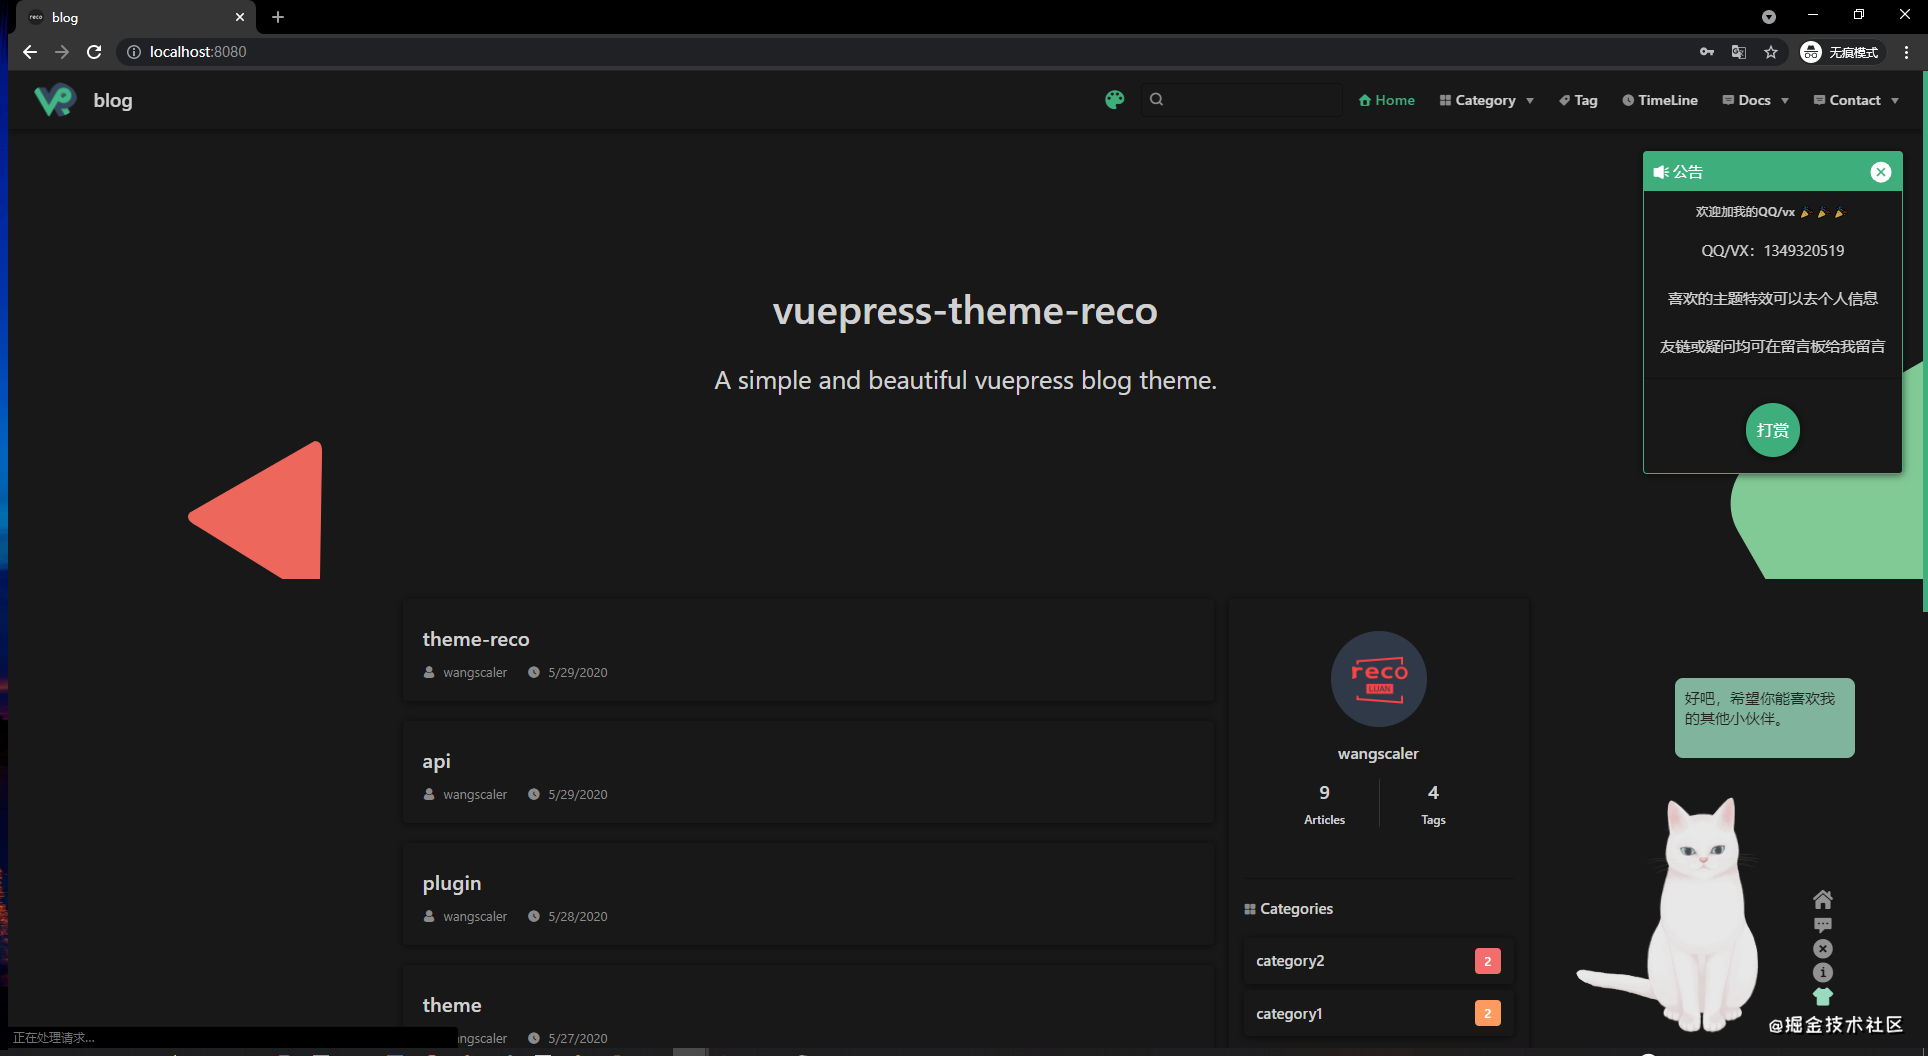 blog
localhost:8080
无痕模式
blog
Home
Category
Tag
TimeLine
Docs
Contact
公告
欢迎加我的QQ/vx 🎉 🎉 🎉
QQ/VX：1349320519
喜欢的主题特效可以去个人信息
友链或疑问均可在留言板给我留言
打赏
vuepress-theme-reco
A simple and beautiful vuepress blog theme.
theme-reco
wangscaler 5/29/2020
api
wangscaler 5/29/2020
plugin
wangscaler 5/28/2020
theme
5/27/2020
reco
LUAN
wangscaler
9
Articles
4
Tags
Categories
category2 2
category1 2
好吧，希望你能喜欢我
的其他小伙伴。
正在处理请求...
@掘金技术社区